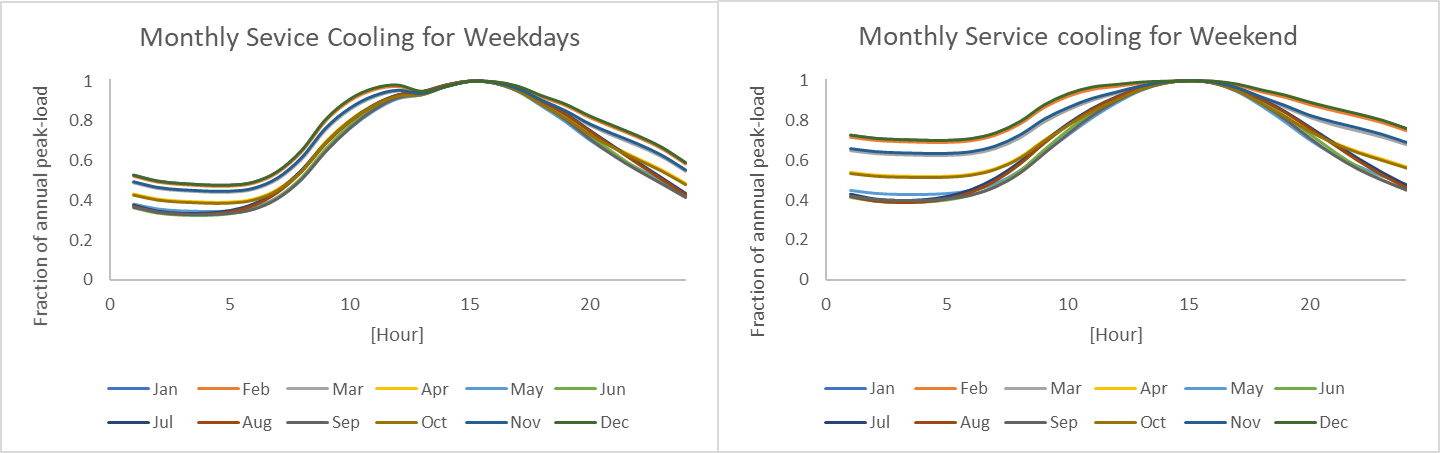 Monthly Sevice Cooling for Weekdays
Fraction of annual peak-load
1
0.8
0.6
0.4
0.2
0
0 5 10 15 20
[Hour]
Jan Feb Mar Apr May Jun
Jul Aug Sep Oct Nov Dec
Monthly Service cooling for Weekend
Fraction of annnual peak-load
1
0.8
0.6
0.4
0.2
0
0 5 10 15 20
[Hour]
Jan Feb Mar Apr May Jun
Jul Aug Sep Oct Nov Dec